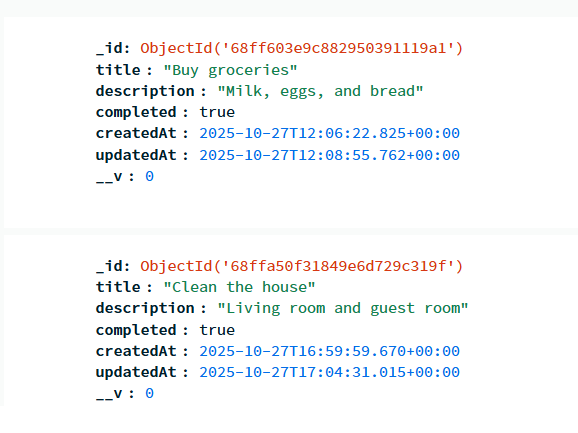 _id: ObjectId('68ff603e9c882950391119a1')
title : "Buy groceries"
description : "Milk, eggs, and bread"
completed : true
createdAt : 2025-10-27T12:06:22.825+00:00
updatedAt : 2025-10-27T12:08:55.762+00:00
__v : 0
_id: ObjectId('68ffa50f31849e6d729c319f')
title : "Clean the house"
description : "Living room and guest room"
completed : true
createdAt : 2025-10-27T16:59:59.670+00:00
updatedAt : 2025-10-27T17:04:31.015+00:00
__v : 0